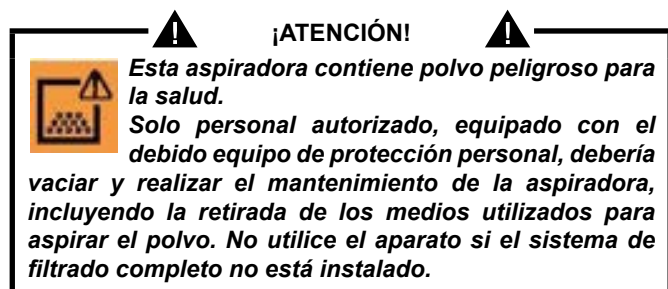 ¡ATENCIÓN!
Esta aspiradora contiene polvo peligroso para
la salud.
Solo personal autorizado, equipado con el
debido equipo de protección personal, debería
vaciar y realizar el mantenimiento de la aspiradora,
incluyendo la retirada de los medios utilizados para
aspirar el polvo. No utilice el aparato si el sistema de
filtrado completo no está instalado.